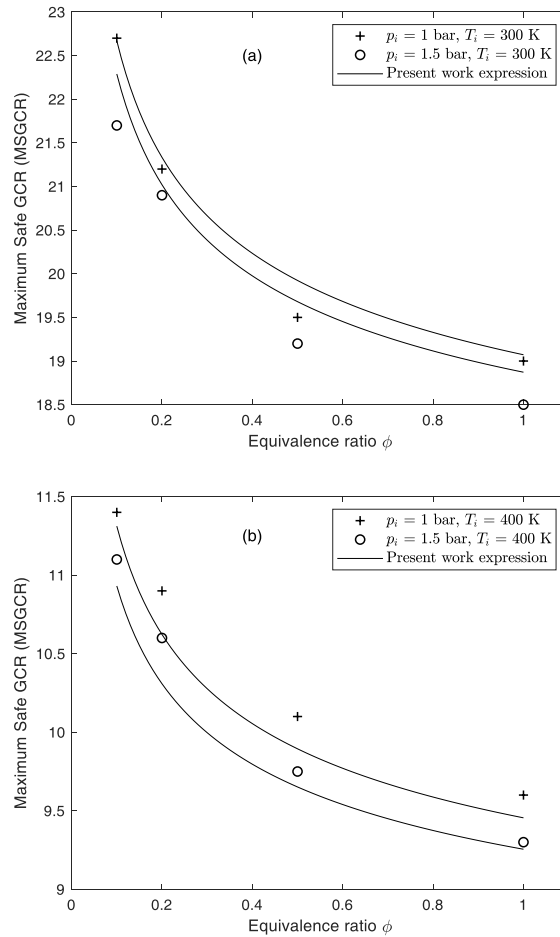 23
22.5
22
21.5
21
20.5
20
19.5
19
18.5
Maximum Safe GCR (MSGCR)
(a)
p_i = 1 bar, T_i = 300 K
p_i = 1.5 bar, T_i = 300 K
Present work expression
0 0.2 0.4 0.6 0.8 1
Equivalence ratio ϕ
11.5
11
10.5
10
9.5
9
Maximum Safe GCR (MSGCR)
(b)
p_i = 1 bar, T_i = 400 K
p_i = 1.5 bar, T_i = 400 K
Present work expression
0 0.2 0.4 0.6 0.8 1
Equivalence ratio ϕ